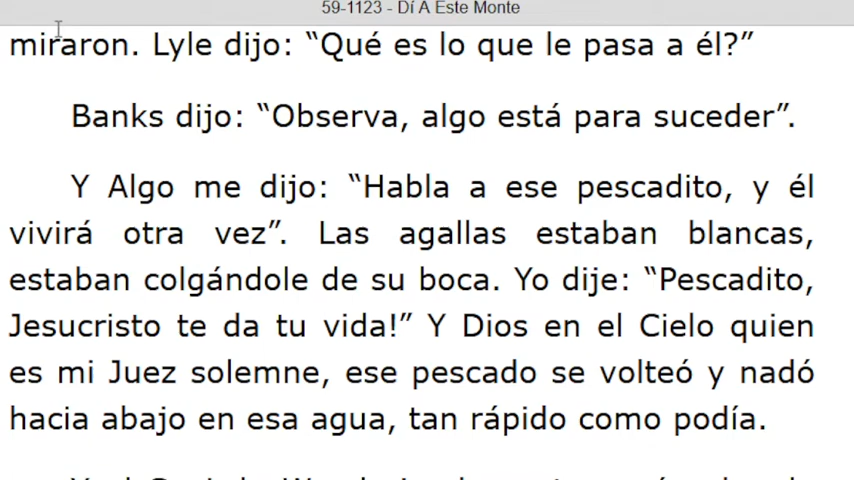 59-1123 - Dí A Este Monte
miraron. Lyle dijo: “Qué es lo que le pasa a él?”
Banks dijo: “Observa, algo está para suceder”.
Y Algo me dijo: “Habla a ese pescadito, y él
vivirá otra vez”. Las agallas estaban blancas,
estaban colgándole de su boca. Yo dije: “Pescadito,
Jesucristo te da tu vida!” Y Dios en el Cielo quien
es mi Juez solemne, ese pescado se volteó y nadó
hacia abajo en esa agua, tan rápido como podía.